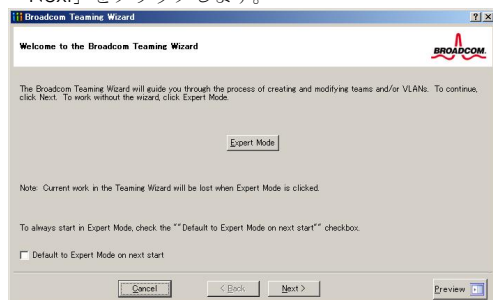 「Next」をクリックします。
Broadcom Teaming Wizard
Welcome to the Broadcom Teaming Wizard
BROADCOM.
The Broadcom Teaming Wizard will guide you through the process of creating and modifying teams and/or VLANs. To continue,
click Next. To work without the wizard, click Expert Mode.
Expert Mode
Note: Current work in the Teaming Wizard will be lost when Expert Mode is clicked.
To always start in Expert Mode, check the ""Default to Expert Mode on next start"" checkbox.
Default to Expert Mode on next start
Cancel
< Back
Next >
Preview